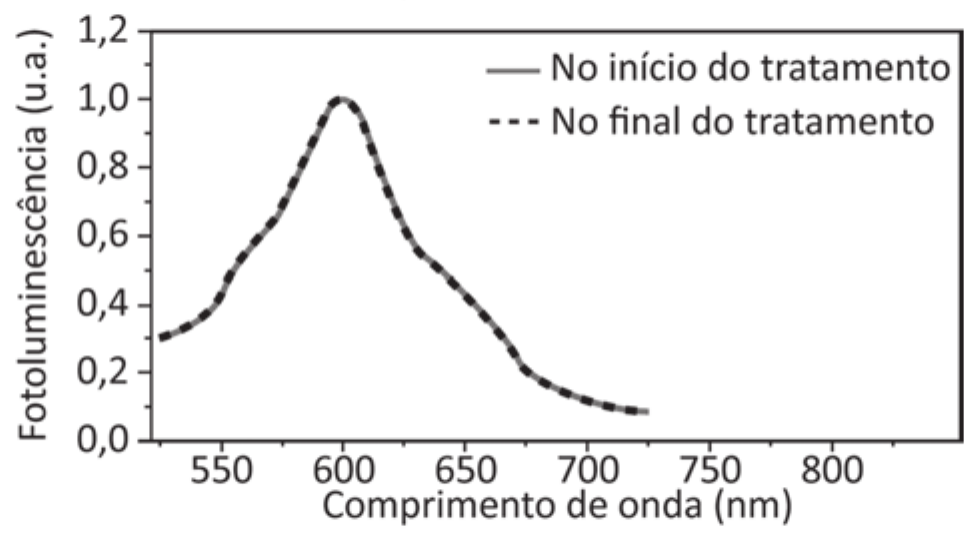 Fotoluminescência (u.a.)
1,2
1,0
0,8
0,6
0,4
0,2
0,0
No início do tratamento
No final do tratamento
550 600 650 700 750 800
Comprimento de onda (nm)